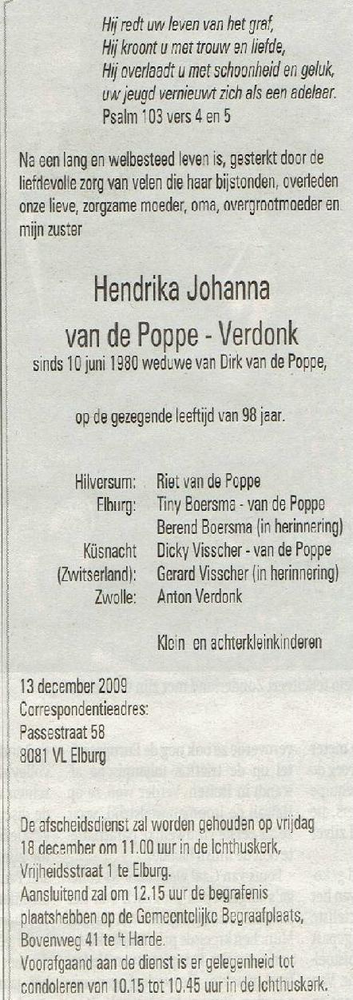 Hij redt uw leven van het graf,
Hij kroont u met trouw en liefde,
Hij overlaadt u met schoonheid en geluk,
uw jeugd vernieuwt zich als een adelaar.
Psalm 103 vers 4 en 5
Na een lang en welbesteed leven is, gesterkt door de
liefdevolle zorg van velen die haar bijstonden, overleden
onze lieve, zorgzame moeder, oma, overgrootmoeder en
mijn zuster
Hendrika Johanna
van de Poppe - Verdonk
sinds 10 juni 1980 weduwe van Dirk van de Poppe,
op de gezegende leeftijd van 98 jaar.
Hilversum: Riet van de Poppe
Elburg: Tiny Boersma - van de Poppe
Berend Boersma (in herinnering)
Küsnacht Dicky Visscher - van de Poppe
(Zwitserland): Gerard Visscher (in herinnering)
Zwolle: Anton Verdonk
Klein en achterkleinkinderen
13 december 2009
Correspondentieadres:
Passestraat 58
8081 VL Elburg
De afscheidsdienst zal worden gehouden op vrijdag
18 december om 11.00 uur in de Ichthuskerk,
Vrijheidsstraat 1 te Elburg.
Aansluitend zal om 12.15 uur de begrafenis
plaatshebben op de Gemeentelijke Begraafplaats,
Bovenweg 41 te 't Harde.
Voorafgaand aan de dienst is er gelegenheid tot
condoleren van 10.15 tot 10.45 uur in de Ichthuskerk.